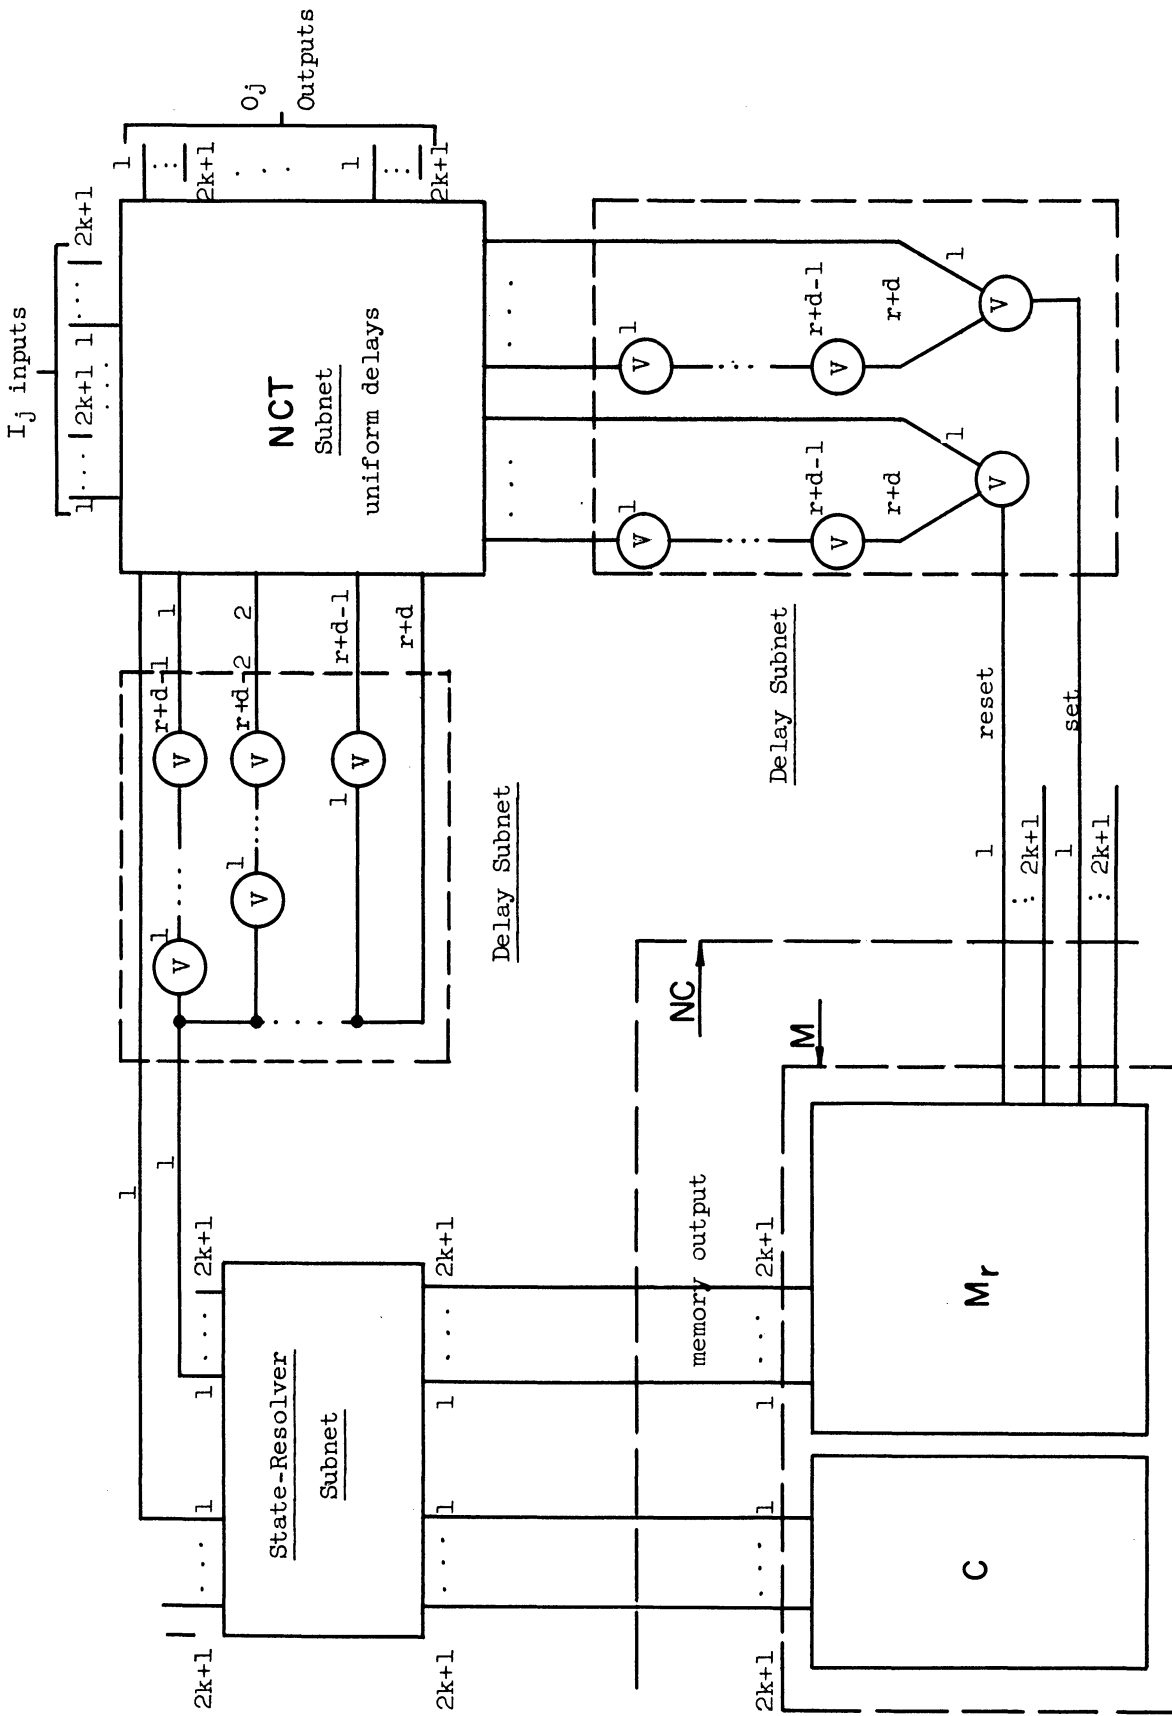 I_j inputs
1 ... 2k+1
. . .
1 ... 2k+1
O_j
Outputs
1
⋮
2k+1
. . .
1
⋮
2k+1
NCT
Subnet
uniform delays
1
r+d-1
1
V
V
1
2
r+d-2
V
1
V
r+d-1
V
1
r+d
Delay Subnet
1
1
2k+1 ... 1
1 ... 2k+1
State-Resolver
Subnet
2k+1 ... 1
1 ... 2k+1
memory output
2k+1 ... 1
1 ... 2k+1
NC
M
C
M_r
. . .
. . .
1
V
...
r+d-1
V
r+d
1
V
1
V
...
r+d-1
V
r+d
1
V
Delay Subnet
reset
1
⋮ 2k+1
set
1
⋮ 2k+1